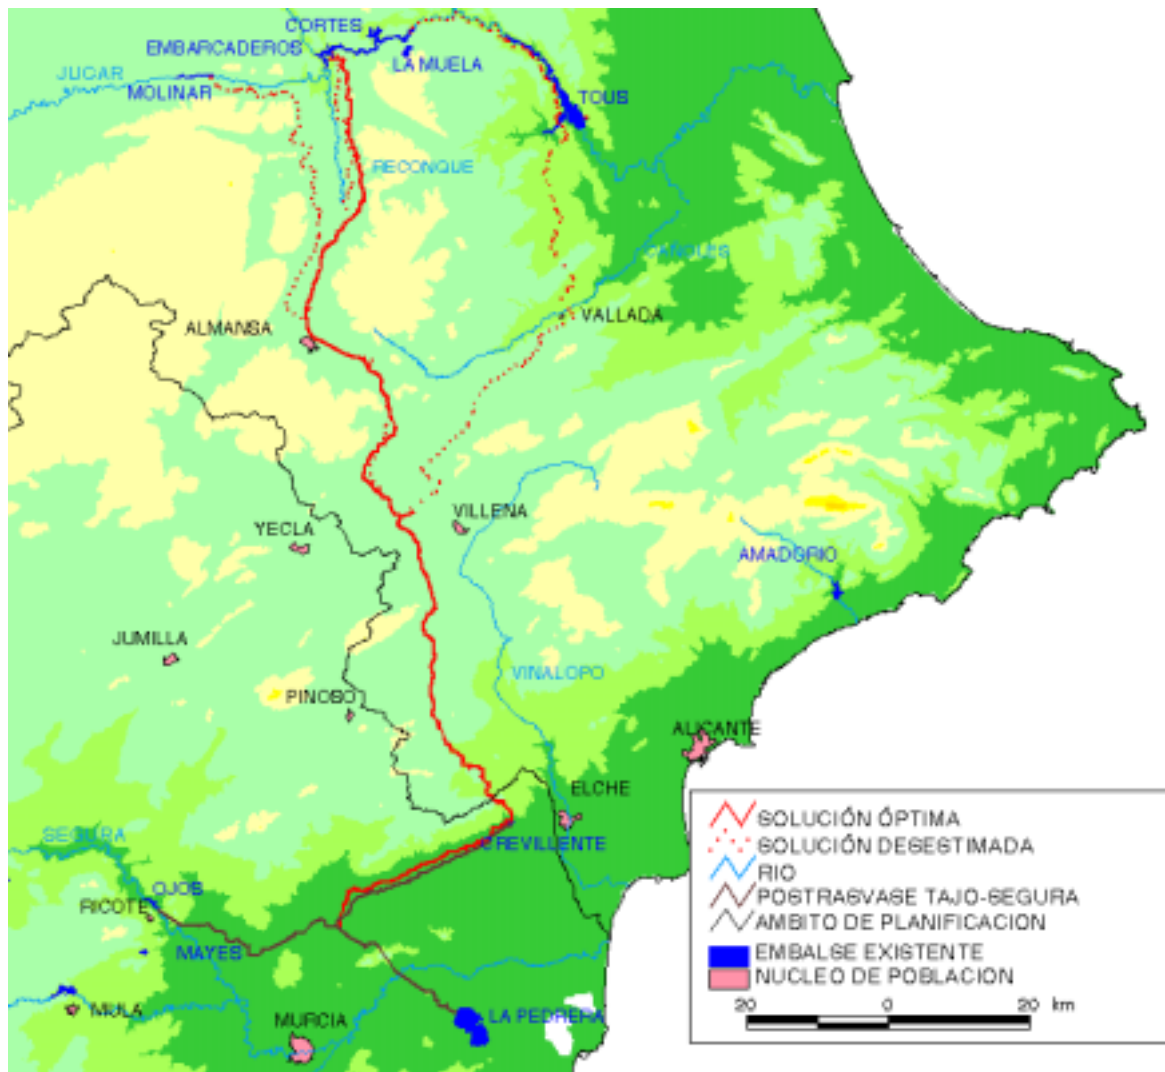 CORTES
EMBARCADEROS
LA MUELA
JUCAR
MOLINAR
TOUS
RECONQUE
CAÑOLES
VALLADA
ALMANSA
VILLENA
YECLA
AMADORIO
JUMILLA
VINALOPO
PINOSO
ALICANTE
ELCHE
SEGURA
CREVILLENTE
OJOS
RICOTE
MAYES
MULA
MURCIA
LA PEDRERA
SOLUCIÓN ÓPTIMA
SOLUCIÓN DESESTIMADA
RIO
POSTRASVASE TAJO-SEGURA
AMBITO DE PLANIFICACION
EMBALSE EXISTENTE
NUCLEO DE POBLACION
20 0 20 km